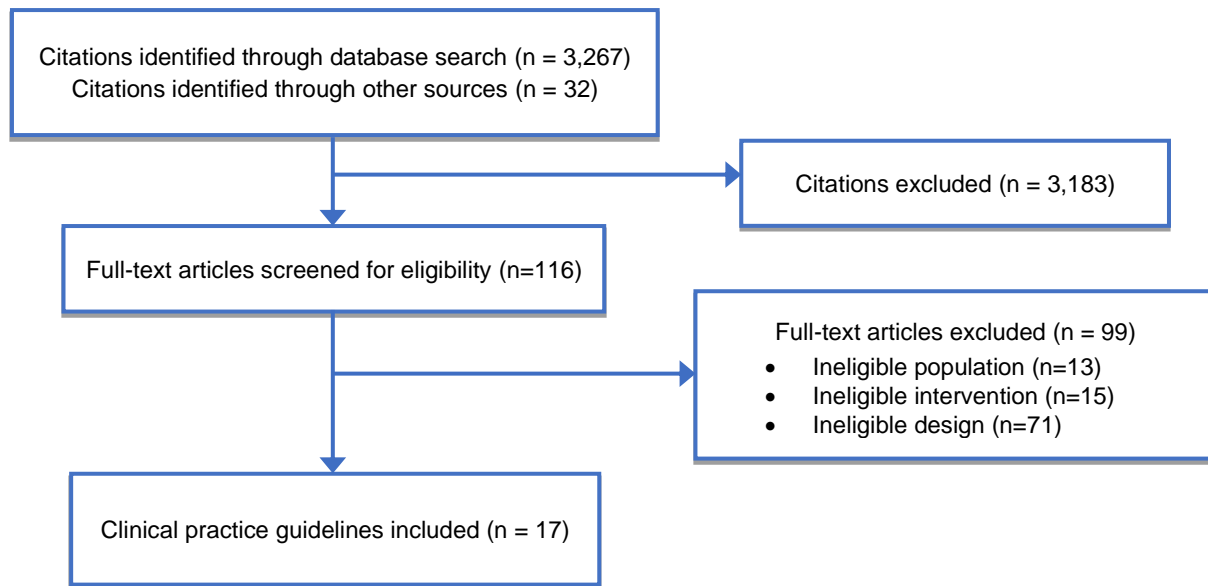 Citations identified through database search (n = 3,267)
Citations identified through other sources (n = 32)
Citations excluded (n = 3,183)
Full-text articles screened for eligibility (n=116)
Full-text articles excluded (n = 99)
• Ineligible population (n=13)
• Ineligible intervention (n=15)
• Ineligible design (n=71)
Clinical practice guidelines included (n = 17)